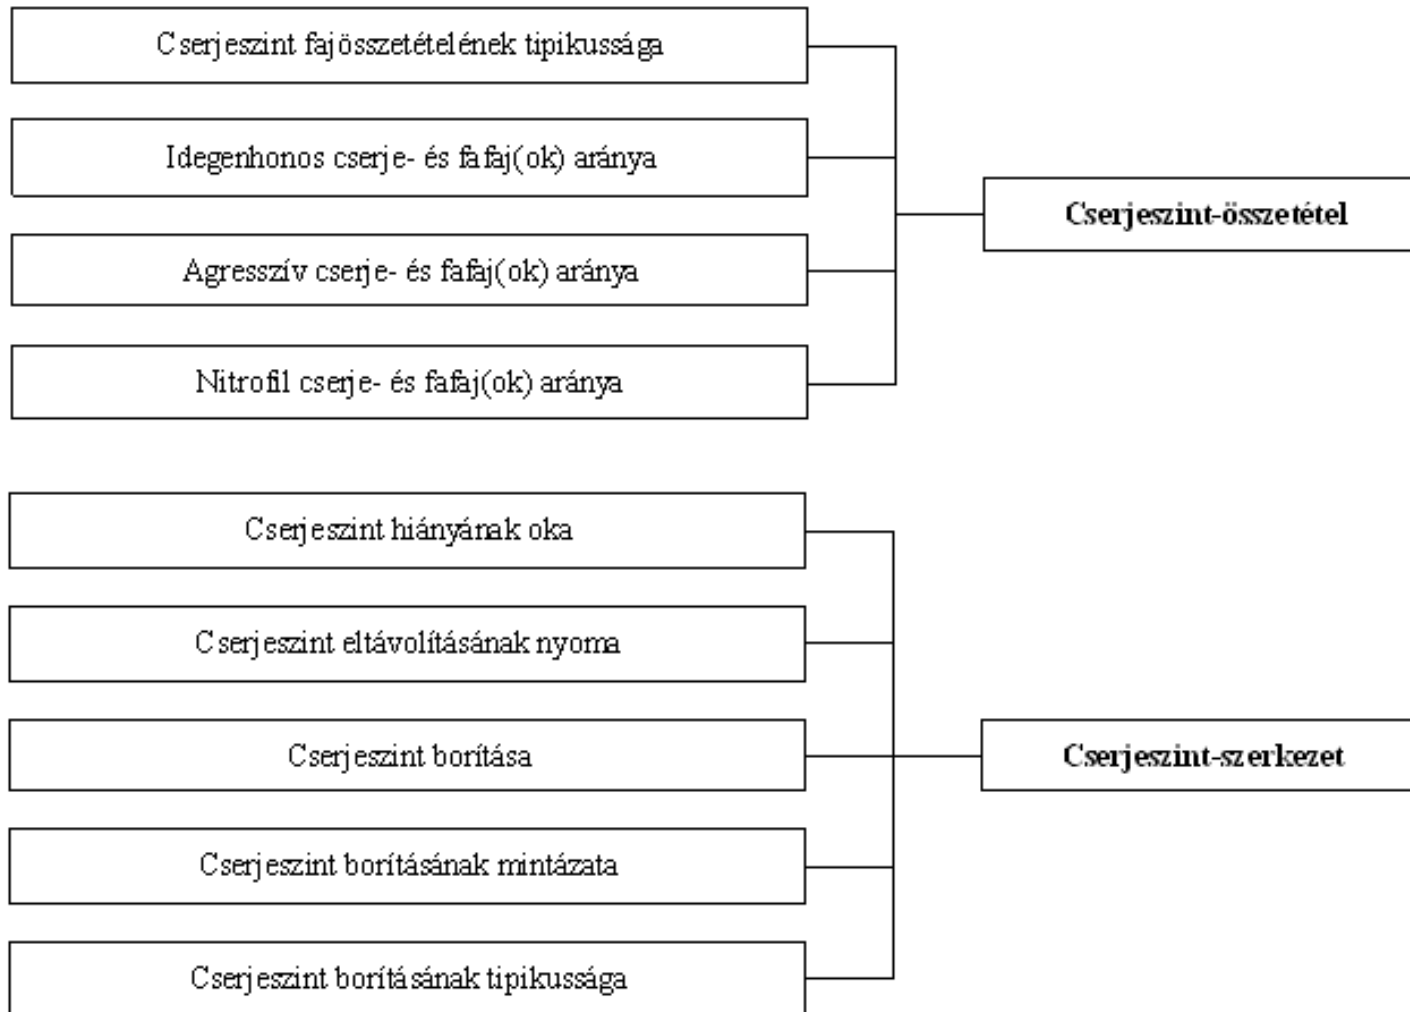 Cserjeszint fajösszetételének tipikussága
Idegenhonos cserje- és fafaj(ok) aránya
Agresszív cserje- és fafaj(ok) aránya
Nitrofil cserje- és fafaj(ok) aránya
Cserjeszint-összetétel
Cserjeszint hiányának oka
Cserjeszint eltávolításának nyoma
Cserjeszint borítása
Cserjeszint borításának mintázata
Cserjeszint borításának tipikussága
Cserjeszint-szerkezet